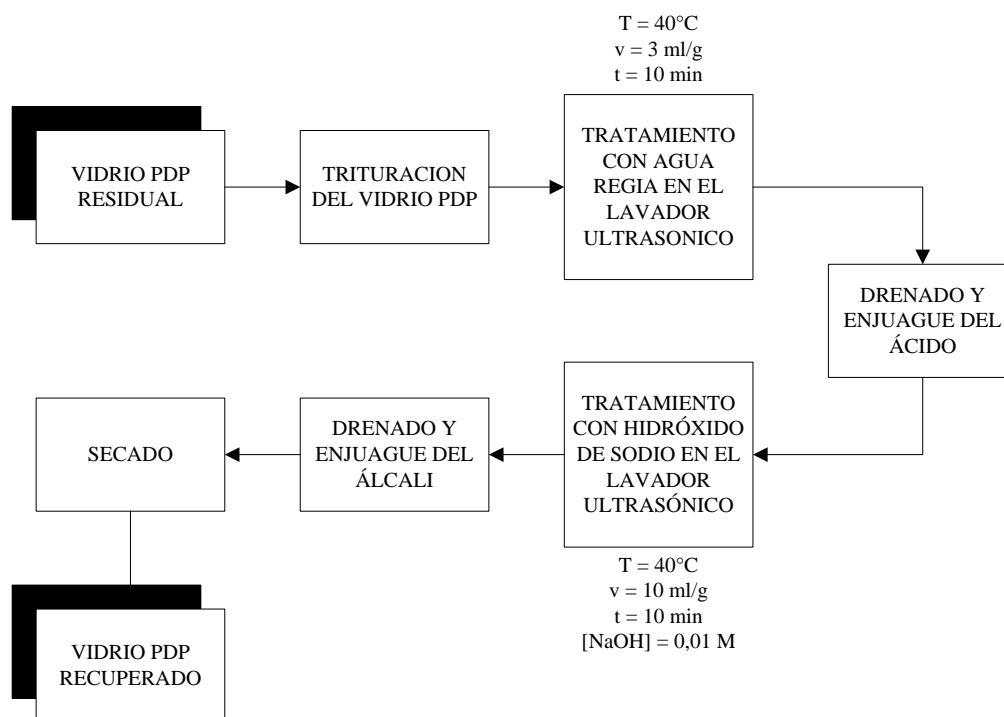 T = 40°C
v = 3 ml/g
t = 10 min
VIDRIO PDP
RESIDUAL
TRITURACION
DEL VIDRIO PDP
TRATAMIENTO
CON AGUA
REGIA EN EL
LAVADOR
ULTRASONICO
DRENADO Y
ENJUAGUE DEL
ÁCIDO
TRATAMIENTO
CON HIDRÓXIDO
DE SODIO EN EL
LAVADOR
ULTRASÓNICO
T = 40°C
v = 10 ml/g
t = 10 min
[NaOH] = 0,01 M
DRENADO Y
ENJUAGUE DEL
ÁLCALI
SECADO
VIDRIO PDP
RECUPERADO